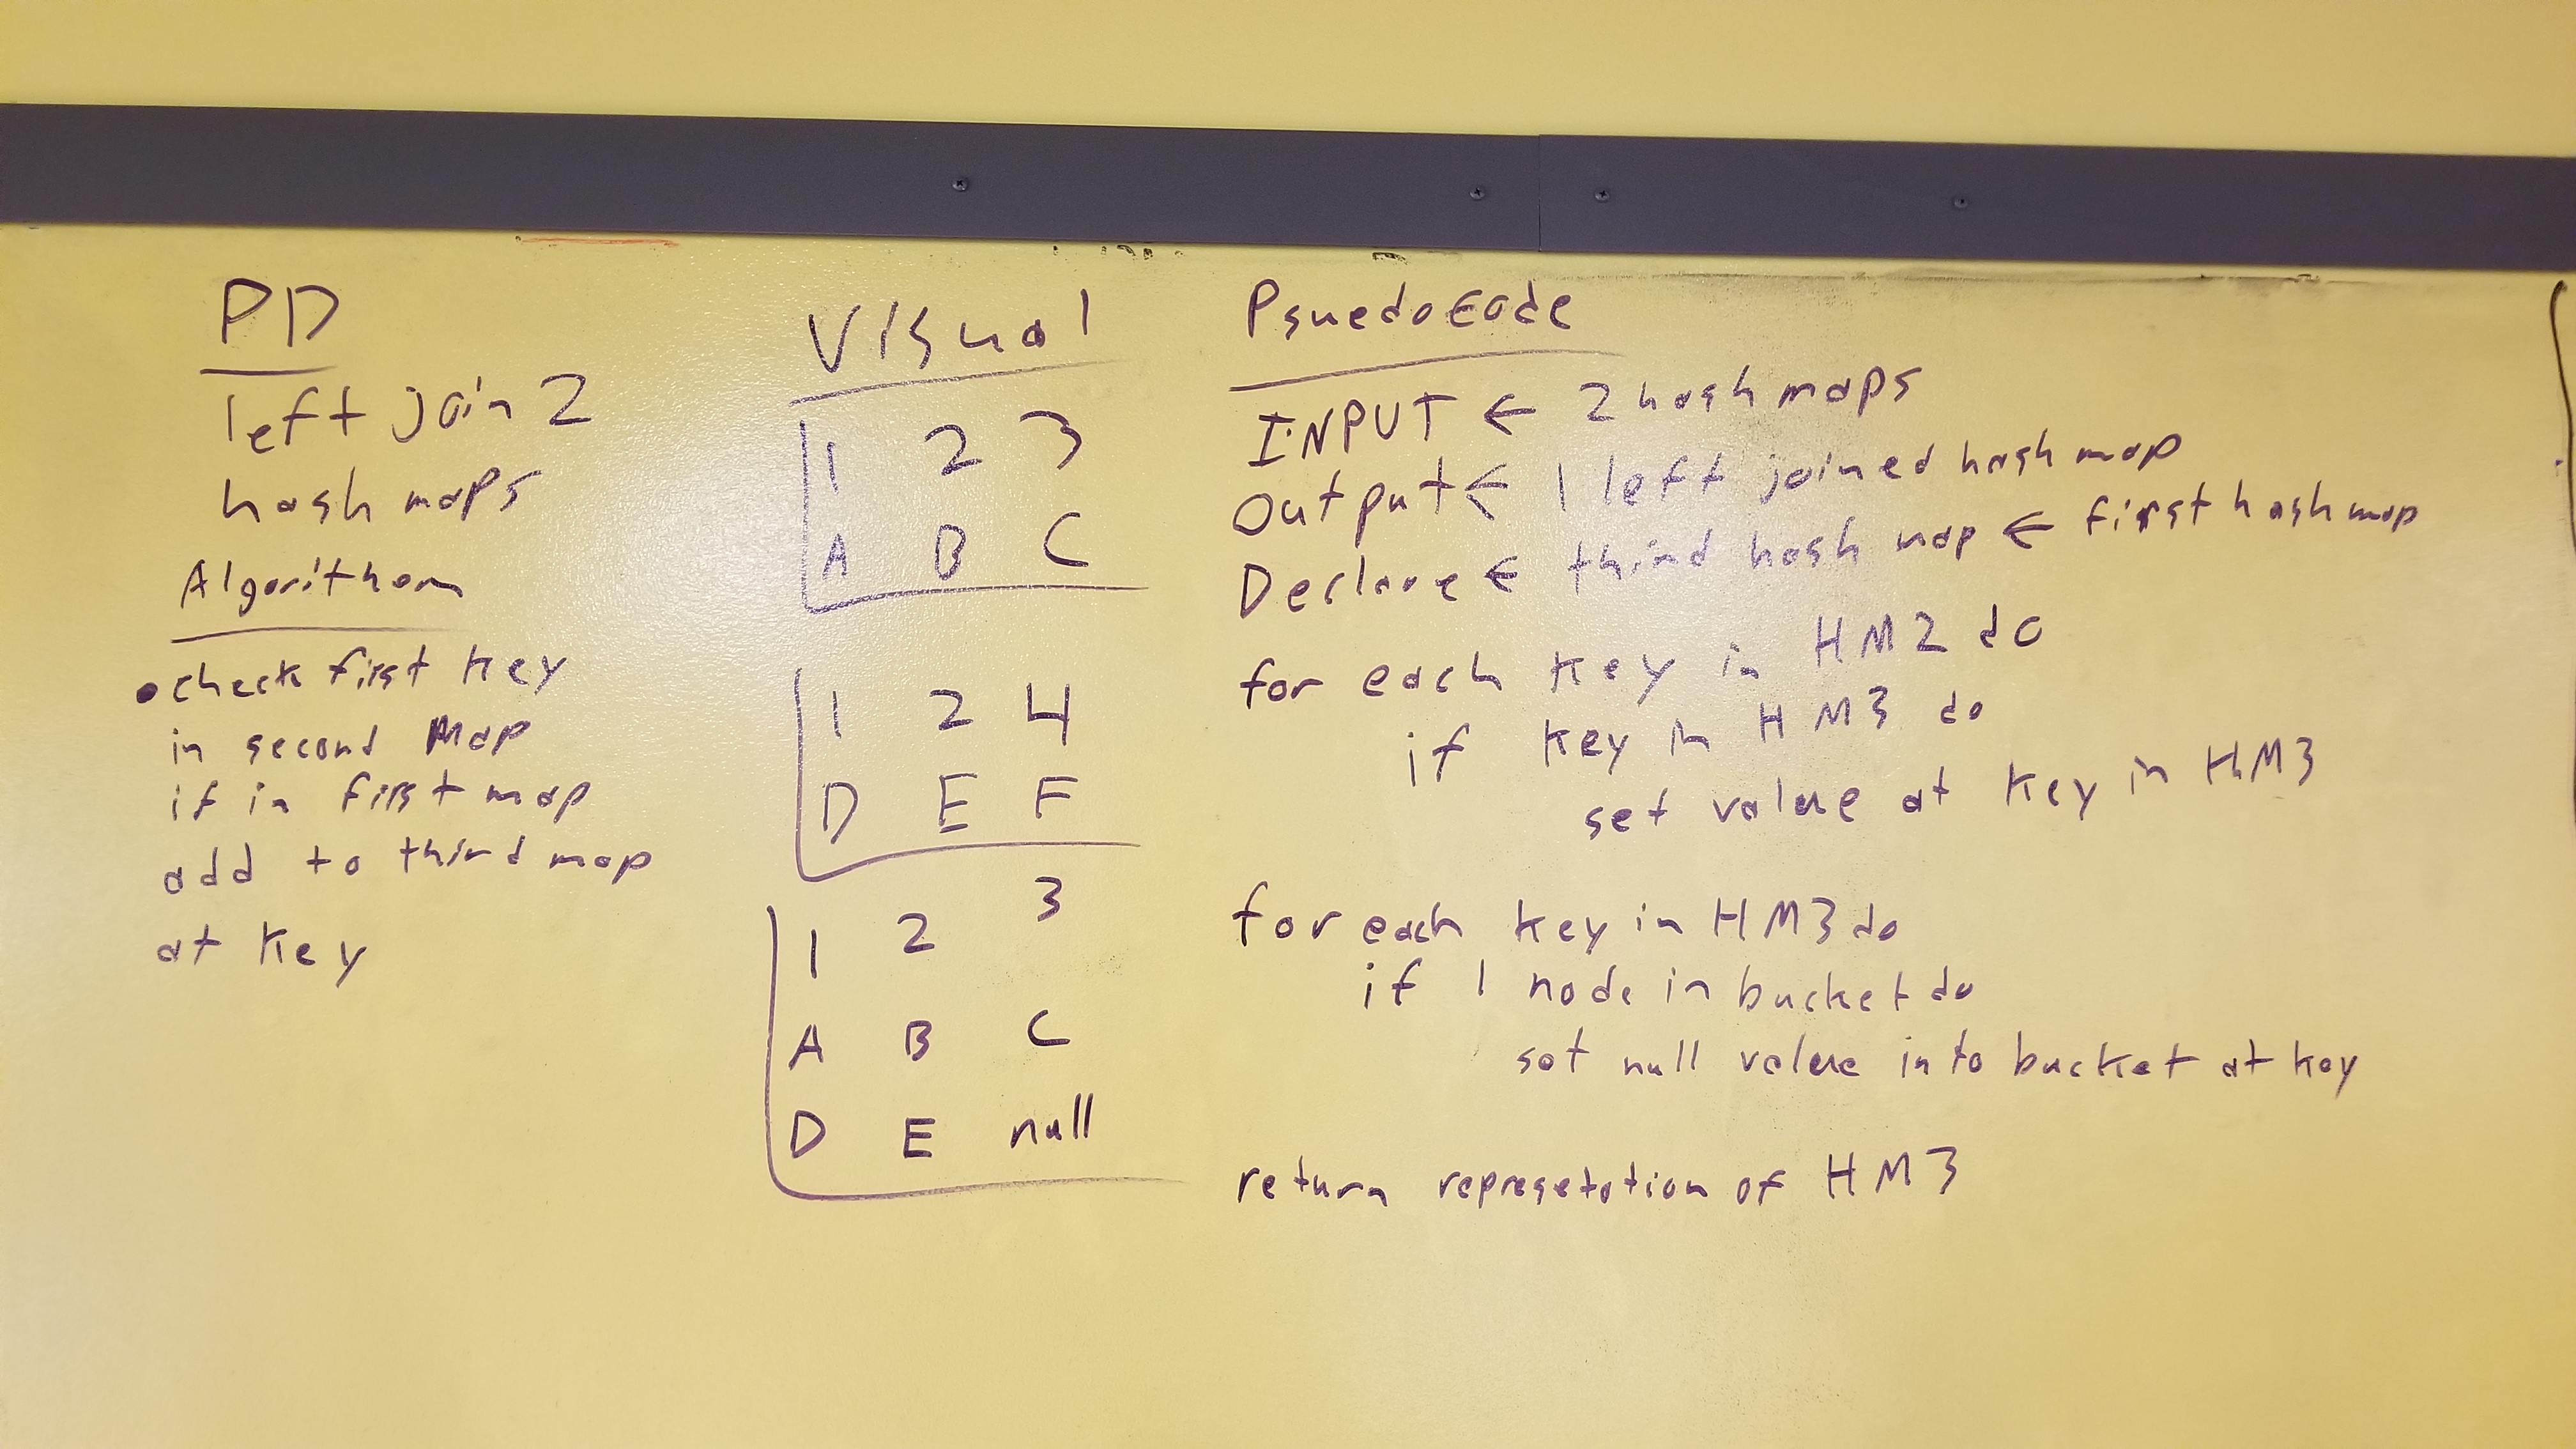 PD
left join 2
hash maps
Algorithom
• check first key
in second map
if in first map
add to third map
at key
Visual
1 2 3
A B C
1 2 4
D E F
1 2 3
A B C
D E null
Psuedocode
INPUT ← 2 hash maps
Output ← 1 left joined hash map
Declare ← third hash map ← first hash map
for each key in HM2 do
if key in HM3 do
set value at key in HM3
for each key in HM3 do
if 1 node in bucket do
set null value into bucket at key
return represetation of HM3